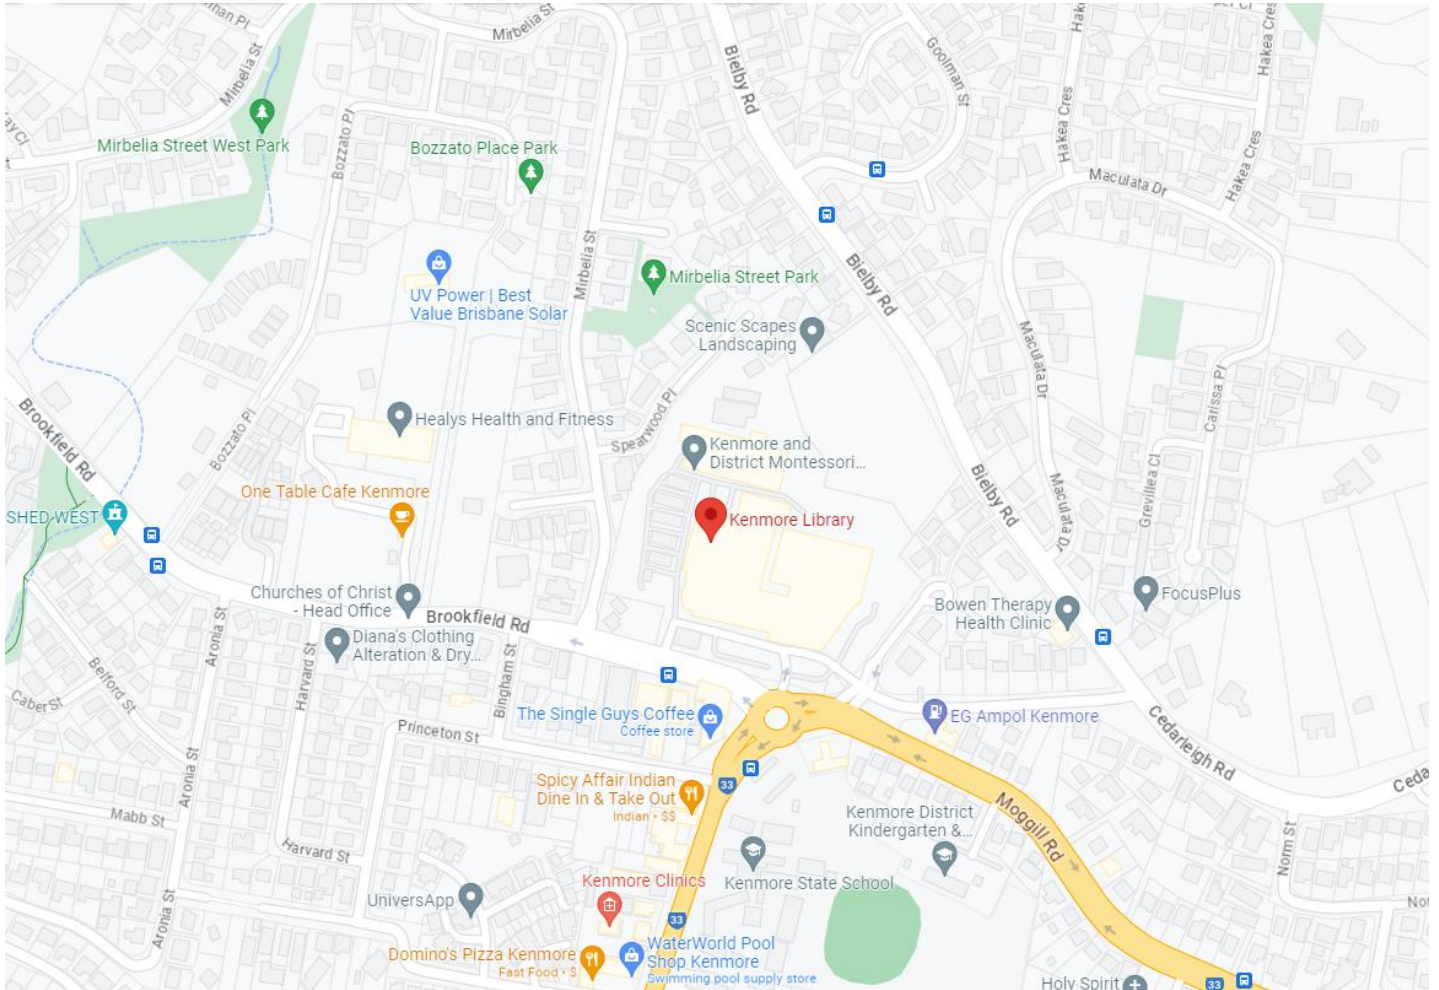 Mirbelia St
Mirbelia St
Bielby Rd
Goolman St
Hakea Cres
Hakea Cres
Mirbelia Street West Park
Bozzato Pl
Bozzato Place Park
Hakea Cres
Maculata Dr
Hakea Cres
Mirbelia St
Bielby Rd
Mirbelia Street Park
UV Power | Best
Value Brisbane Solar
Scenic Scapes
Landscaping
Maculata Dr
Carissa Pl
Brookfield Rd
Bozzato Pl
Healys Health and Fitness
Spearwood Pl
Kenmore and
District Montessori...
Bielby Rd
Maculata Dr
Grevillea Cl
One Table Cafe Kenmore
SHED WEST
Kenmore Library
Churches of Christ
- Head Office
Brookfield Rd
Bowen Therapy
Health Clinic
FocusPlus
Diana's Clothing
Alteration & Dry...
Aronia St
Harvard St
Bingham St
Belford St
Caber St
The Single Guys Coffee
Coffee store
EG Ampol Kenmore
Cedarleigh Rd
Princeton St
Aronia St
33
Spicy Affair Indian
Dine In & Take Out
Indian · $$
Ceda
Mabb St
Kenmore District
Kindergarten &...
Moggill Rd
Harvard St
Norm St
Kenmore State School
Kenmore Clinics
UniversApp
Aronia St
33
Domino's Pizza Kenmore
Fast Food · $
WaterWorld Pool
Shop Kenmore
Swimming pool supply store
Holy Spirit
33